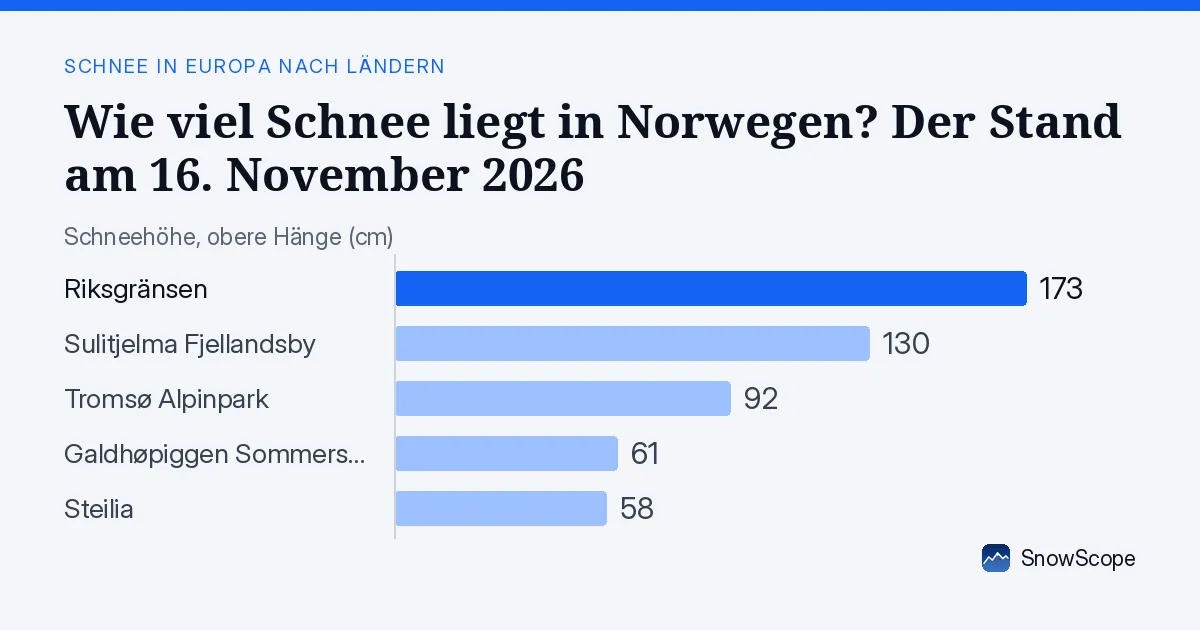 SCHNEE IN EUROPA NACH LÄNDERN
Wie viel Schnee liegt in Norwegen? Der Stand
am 16. November 2026
Schneehöhe, obere Hänge (cm)
Riksgränsen 173
Sulitjelma Fjellandsby 130
Tromsø Alpinpark 92
Galdhøpiggen Sommers... 61
Steilia 58
SnowScope